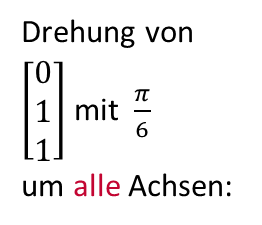 Drehung von
[0
1
1] mit π/6
um alle Achsen: